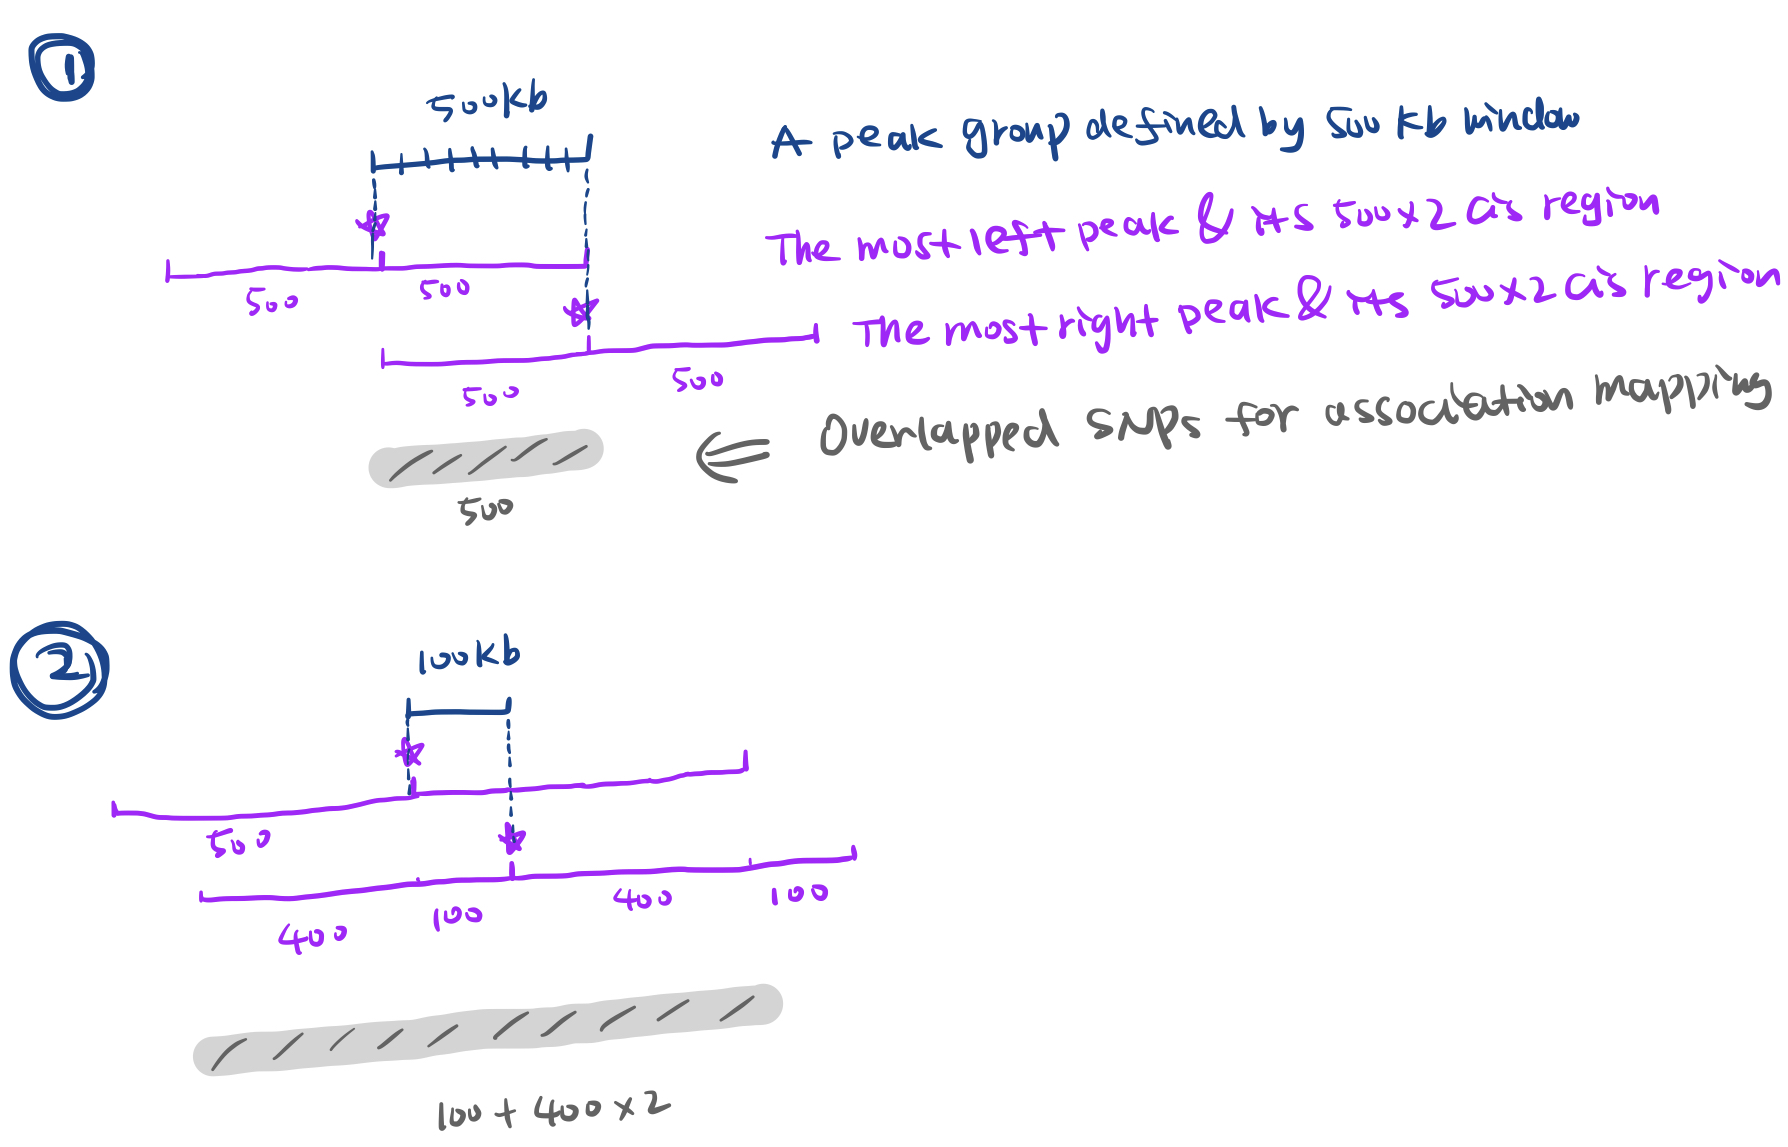 1
500kb
A peak group defined by 500 kb window
The most left peak & its 500x2 cis region
500 500
The most right peak & its 500x2 cis region
500 500
Overlapped SNPs for association mapping
500
2
100kb
500
400 100 400 100
100 + 400 x 2